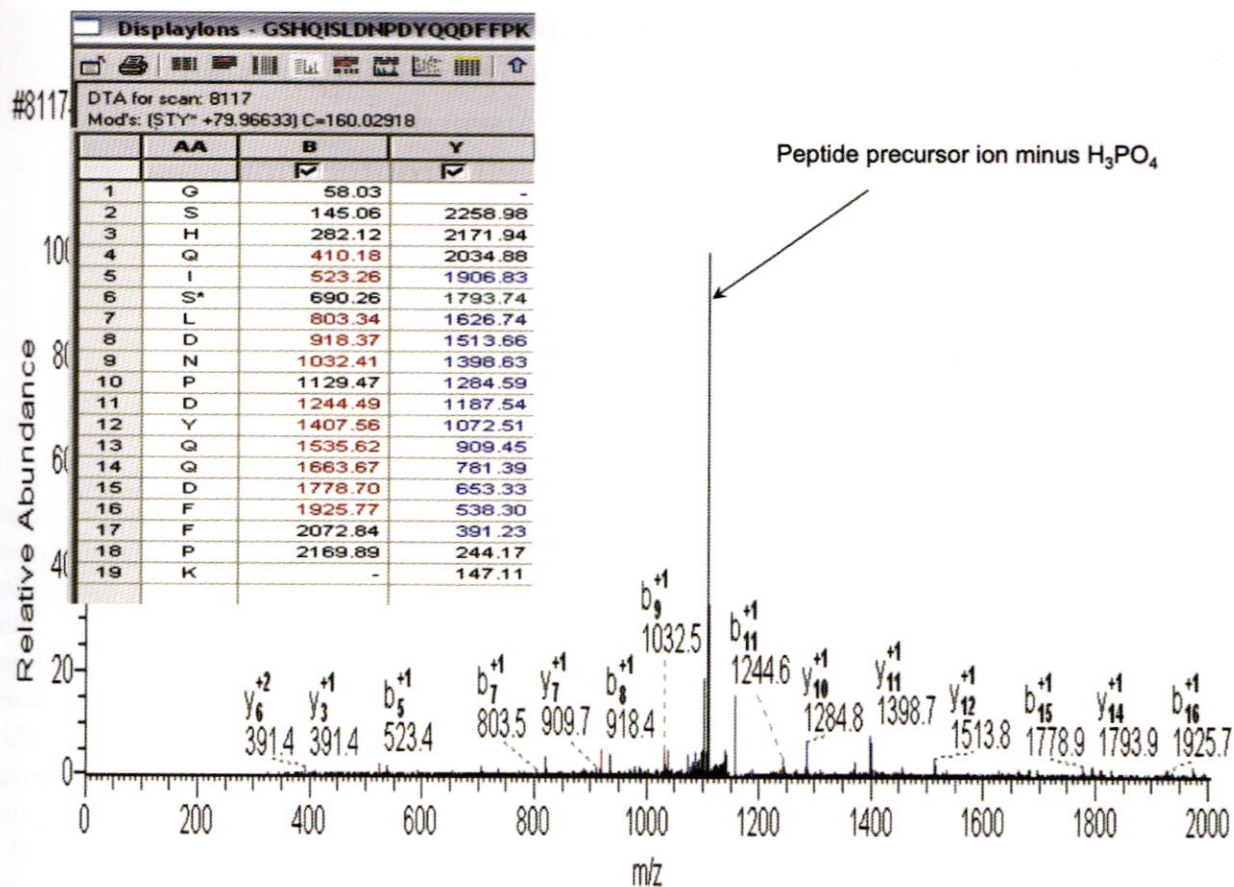 DisplayIons - GSHQISLDNPDYQQDFFPK
#8117
DTA for scan: 8117
Mod's: (STY* +79.96633) C=160.02918
AA B Y
1 G 58.03 -
2 S 145.06 2258.98
3 H 282.12 2171.94
4 Q 410.18 2034.88
5 I 523.26 1906.83
6 S* 690.26 1793.74
7 L 803.34 1626.74
8 D 918.37 1513.66
9 N 1032.41 1398.63
10 P 1129.47 1284.59
11 D 1244.49 1187.54
12 Y 1407.56 1072.51
13 Q 1535.62 909.45
14 Q 1663.67 781.39
15 D 1778.70 653.33
16 F 1925.77 538.30
17 F 2072.84 391.23
18 P 2169.89 244.17
19 K - 147.11
Peptide precursor ion minus H₃PO₄
Relative Abundance
20
0
y₆⁺²
391.4
y₃⁺¹
391.4
b₅⁺¹
523.4
b₇⁺¹
803.5
y₇⁺¹
909.7
b₈⁺¹
918.4
b₉⁺¹
1032.5
b₁₁⁺¹
1244.6
y₁₀⁺¹
1284.8
y₁₁⁺¹
1398.7
y₁₂⁺¹
1513.8
b₁₅⁺¹
1778.9
y₁₄⁺¹
1793.9
b₁₆⁺¹
1925.7
0 200 400 600 800 1000 1200 1400 1600 1800 2000
m/z